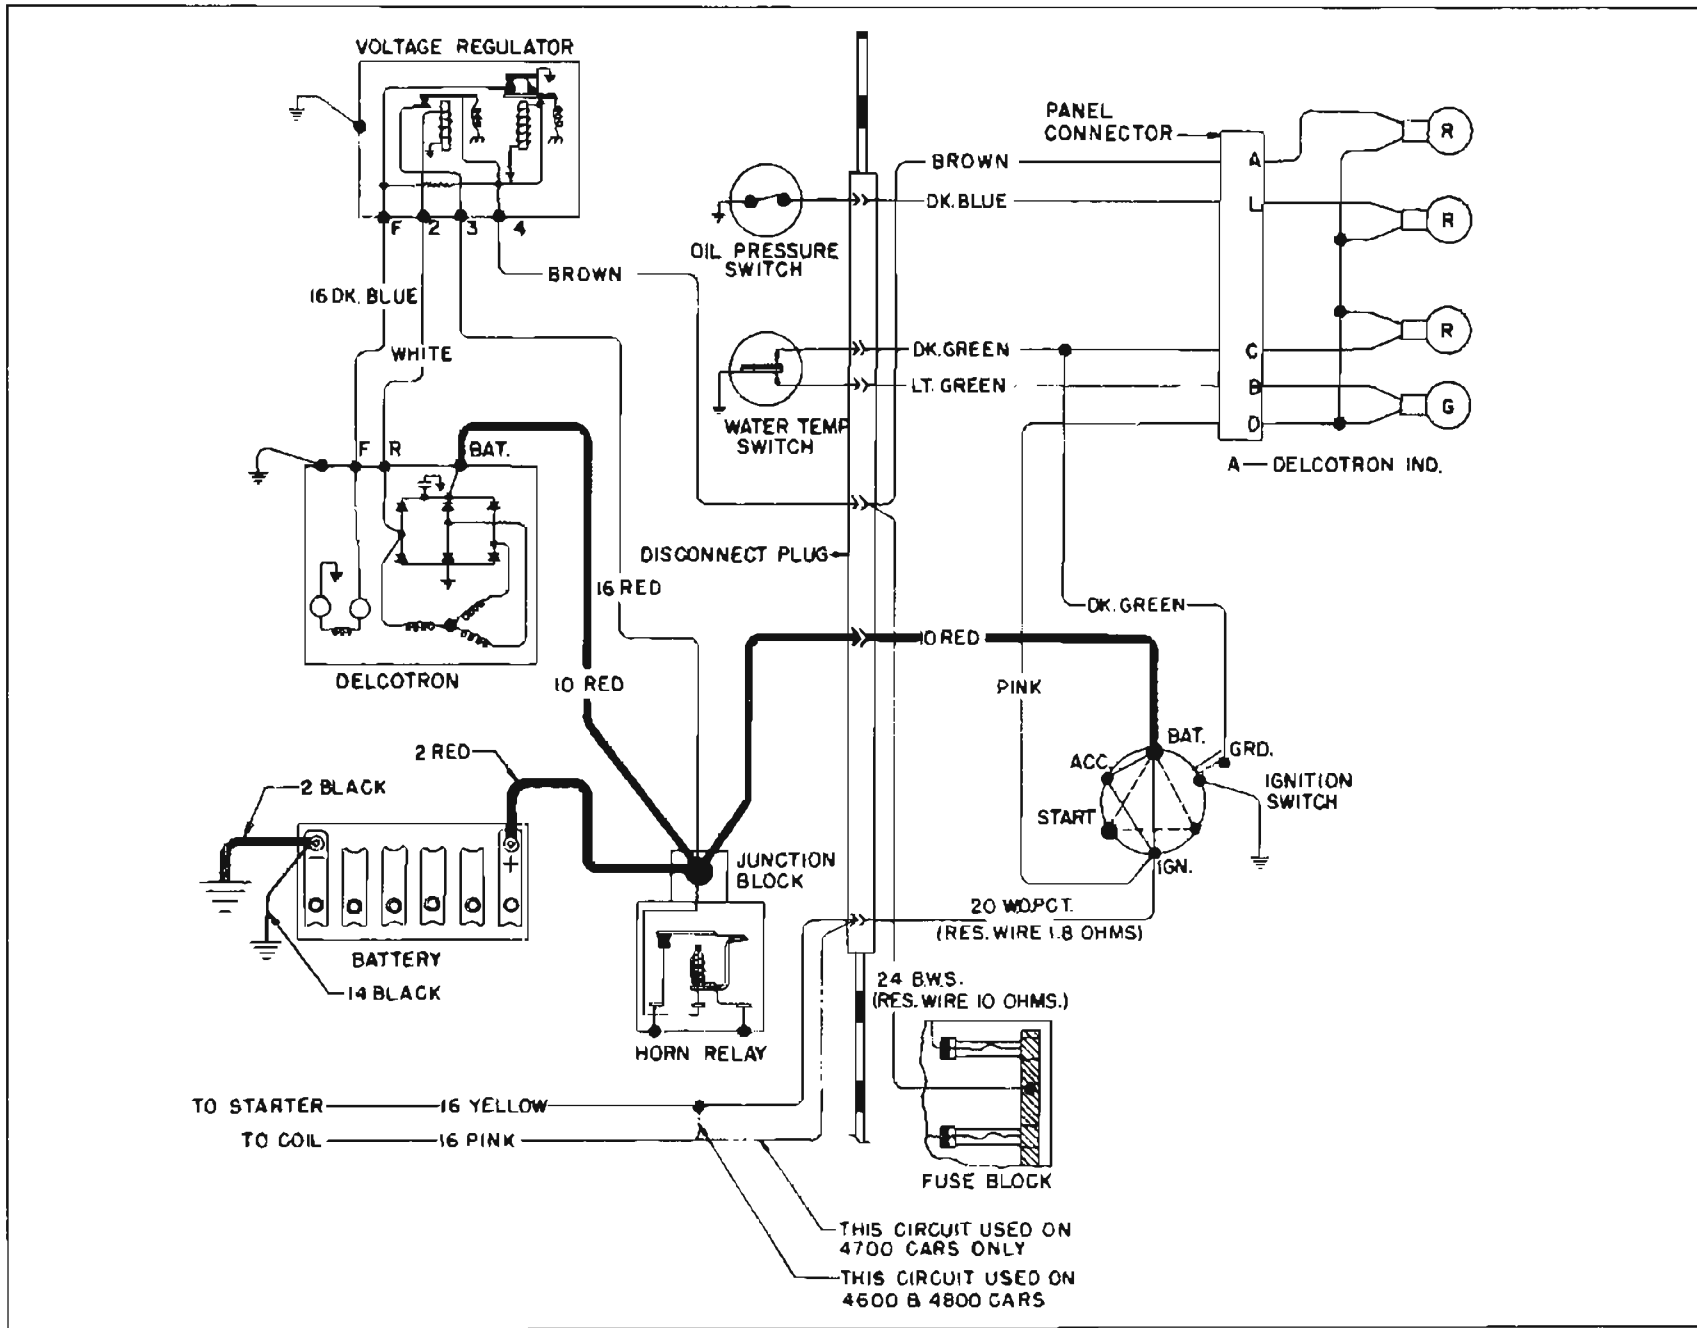 VOLTAGE REGULATOR
F 2 3 4
16 DK. BLUE
WHITE
BROWN
F R BAT.
DELCOTRON
16 RED
10 RED
2 RED
2 BLACK
- +
BATTERY
14 BLACK
JUNCTION
BLOCK
HORN RELAY
TO STARTER
16 YELLOW
TO COIL
16 PINK
OIL PRESSURE
SWITCH
WATER TEMP
SWITCH
DISCONNECT PLUG
BROWN
DK. BLUE
DK. GREEN
LT. GREEN
PANEL
CONNECTOR
A
L
C
B
D
R
R
R
G
A — DELCOTRON IND.
DK. GREEN
10 RED
PINK
BAT.
GRD.
ACC.
START
IGN.
IGNITION
SWITCH
20 W.O.P.CT.
(RES. WIRE 1.8 OHMS)
24 B.W.S.
(RES. WIRE 10 OHMS.)
FUSE BLOCK
THIS CIRCUIT USED ON
4700 CARS ONLY
THIS CIRCUIT USED ON
4600 & 4800 CARS